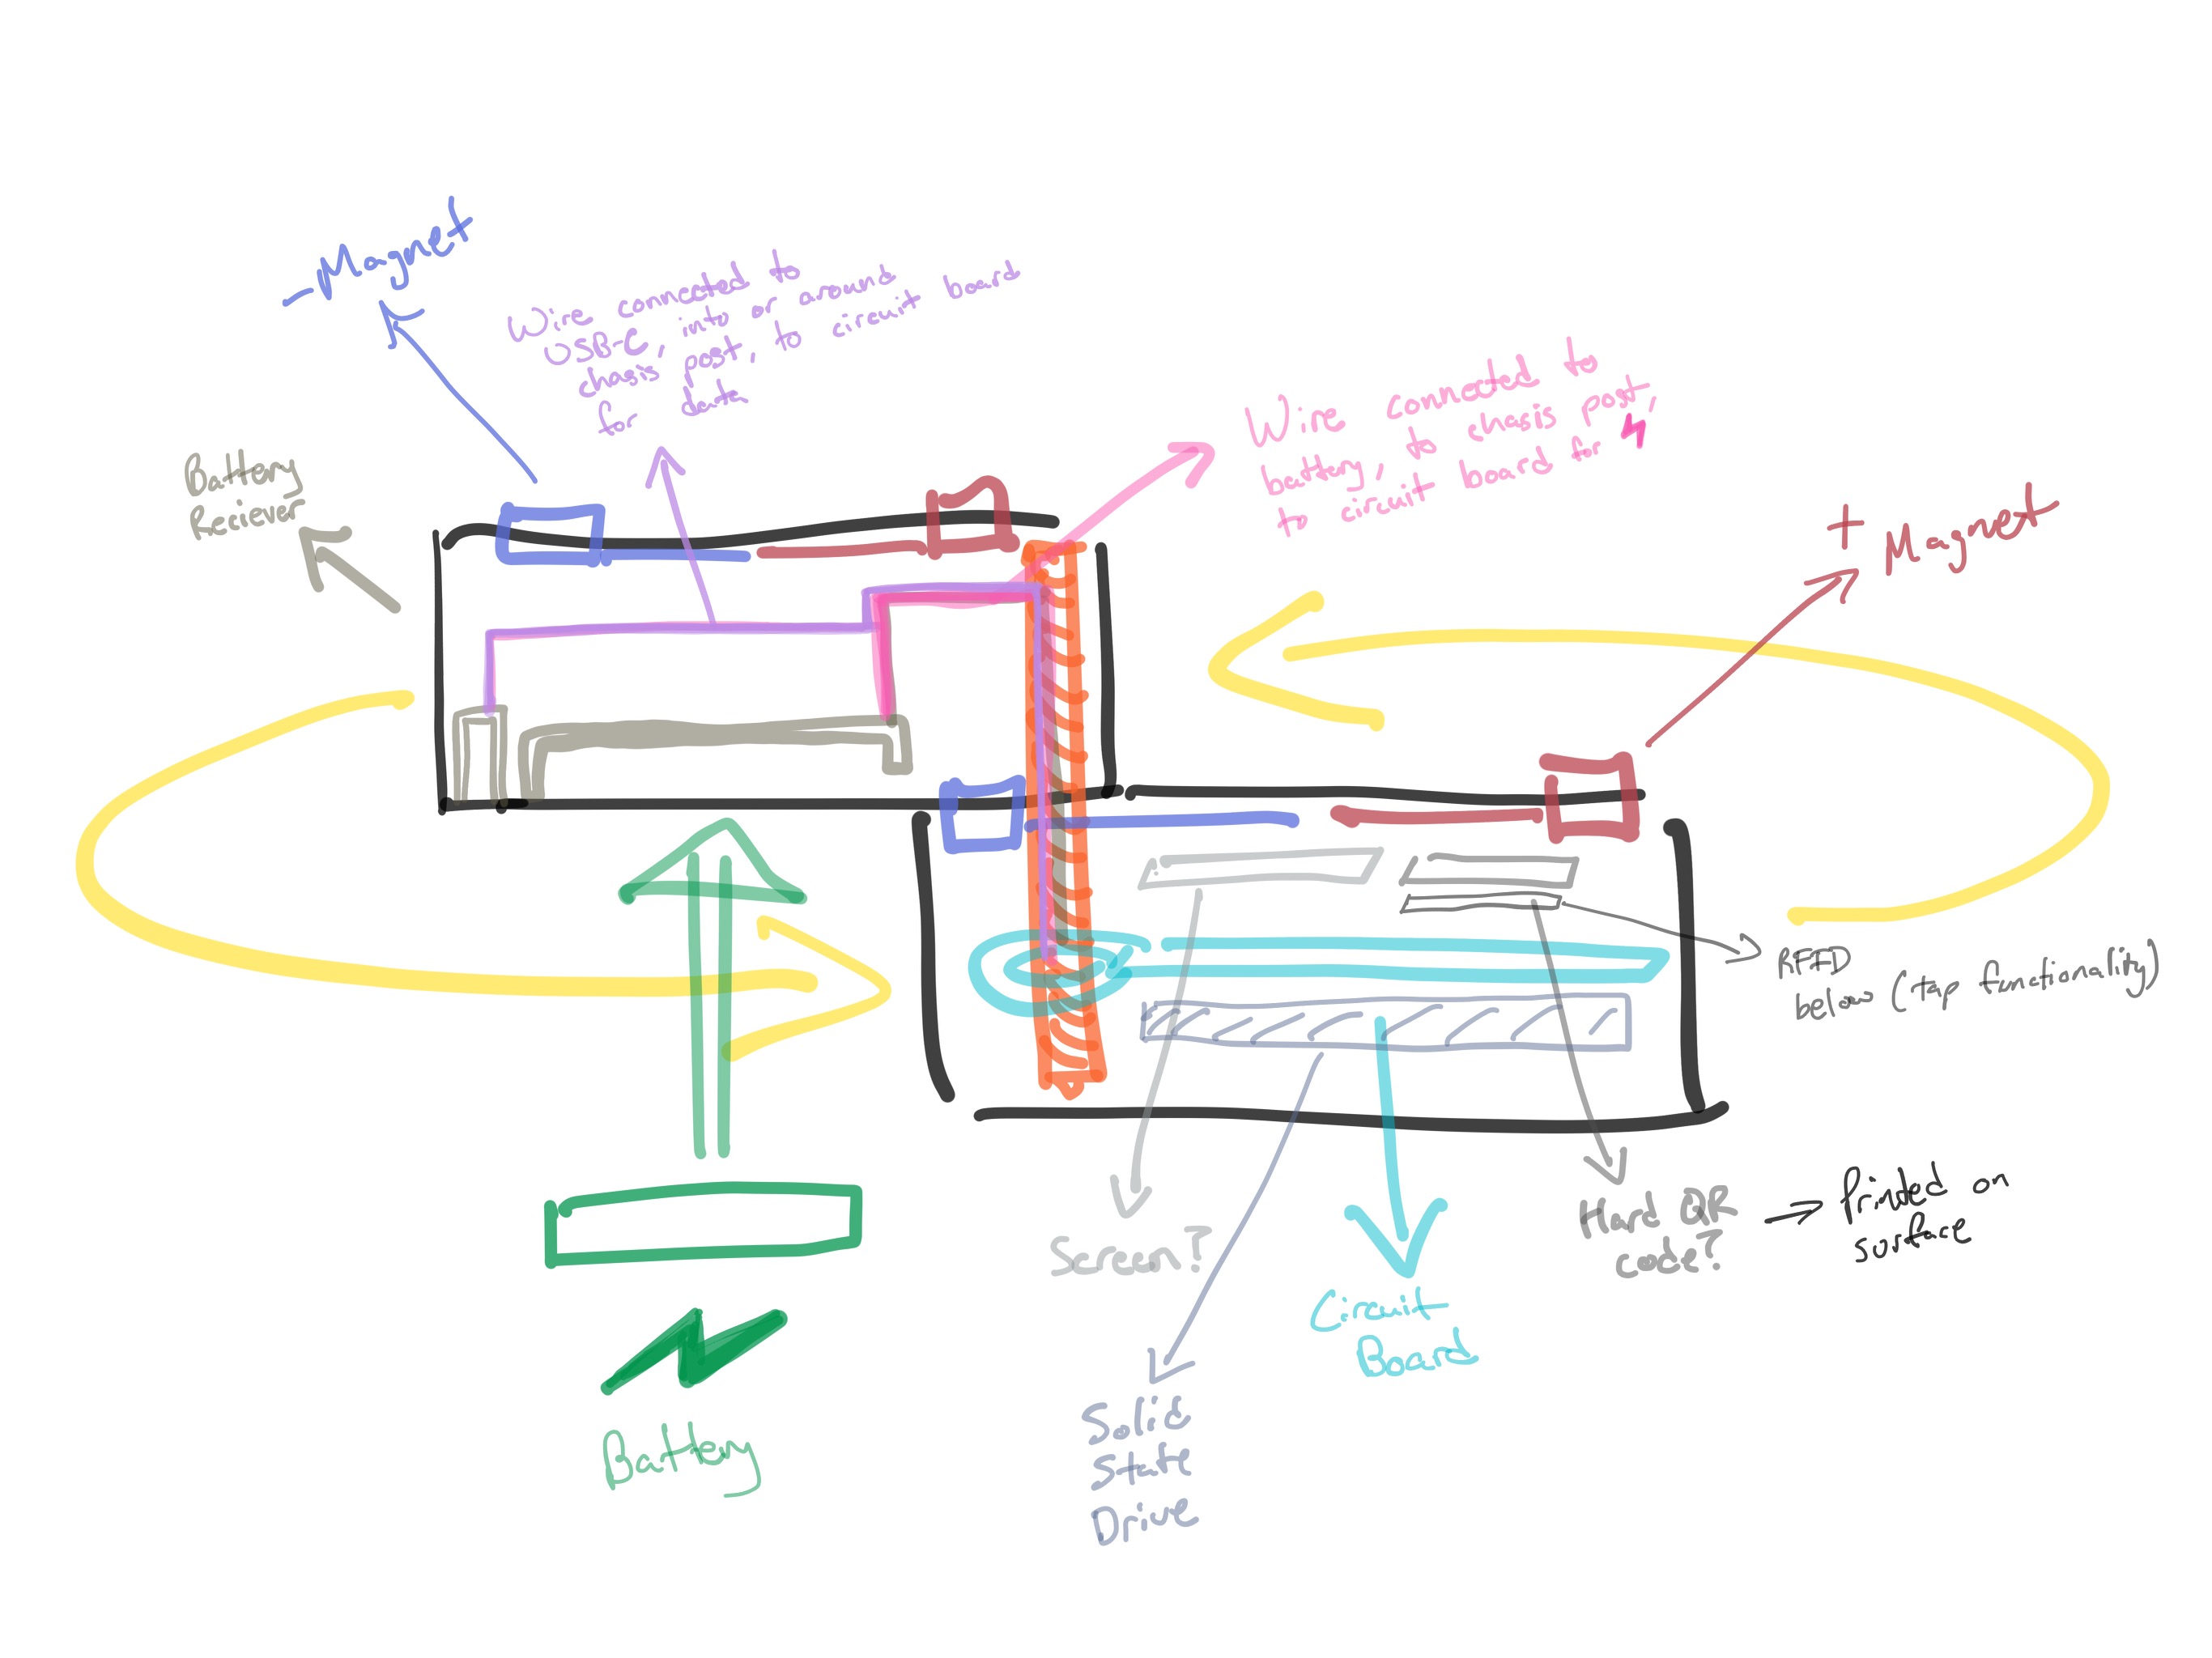 - Magnet
Wire connected to
USB-C, into or around
chasis post, to circuit board
for data
Battery
Reciever
Wire connected to
battery, to chasis post,
to circuit board for
+ Magnet
RFID
below (tap functionality)
Screen?
Hard QR
code?
→ Printed on
surface
Circuit
Board
Solid
State
Drive
Battery